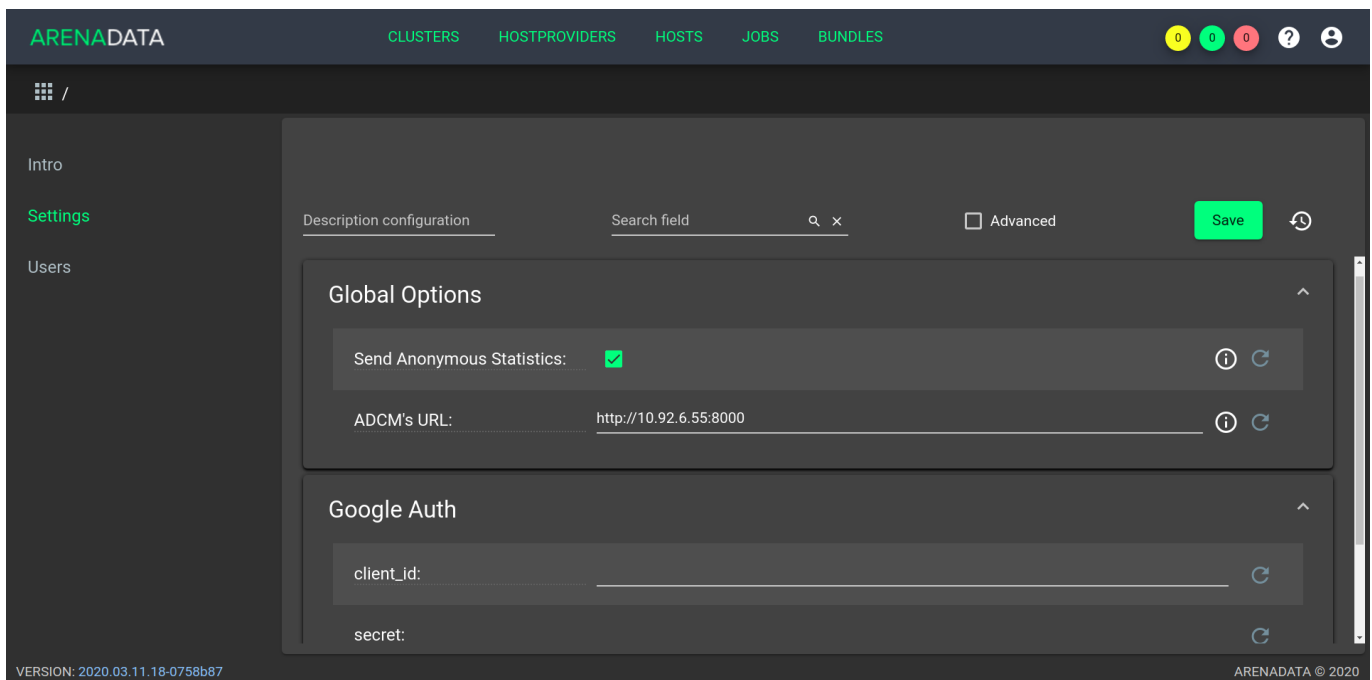 ARENADATA CLUSTERS HOSTPROVIDERS HOSTS JOBS BUNDLES 0 0 0 ?
/
Intro
Settings
Users
Description configuration Search field Advanced Save
Global Options
Send Anonymous Statistics:
ADCM's URL: http://10.92.6.55:8000
Google Auth
client_id:
secret:
VERSION: 2020.03.11.18-0758b87 ARENADATA © 2020